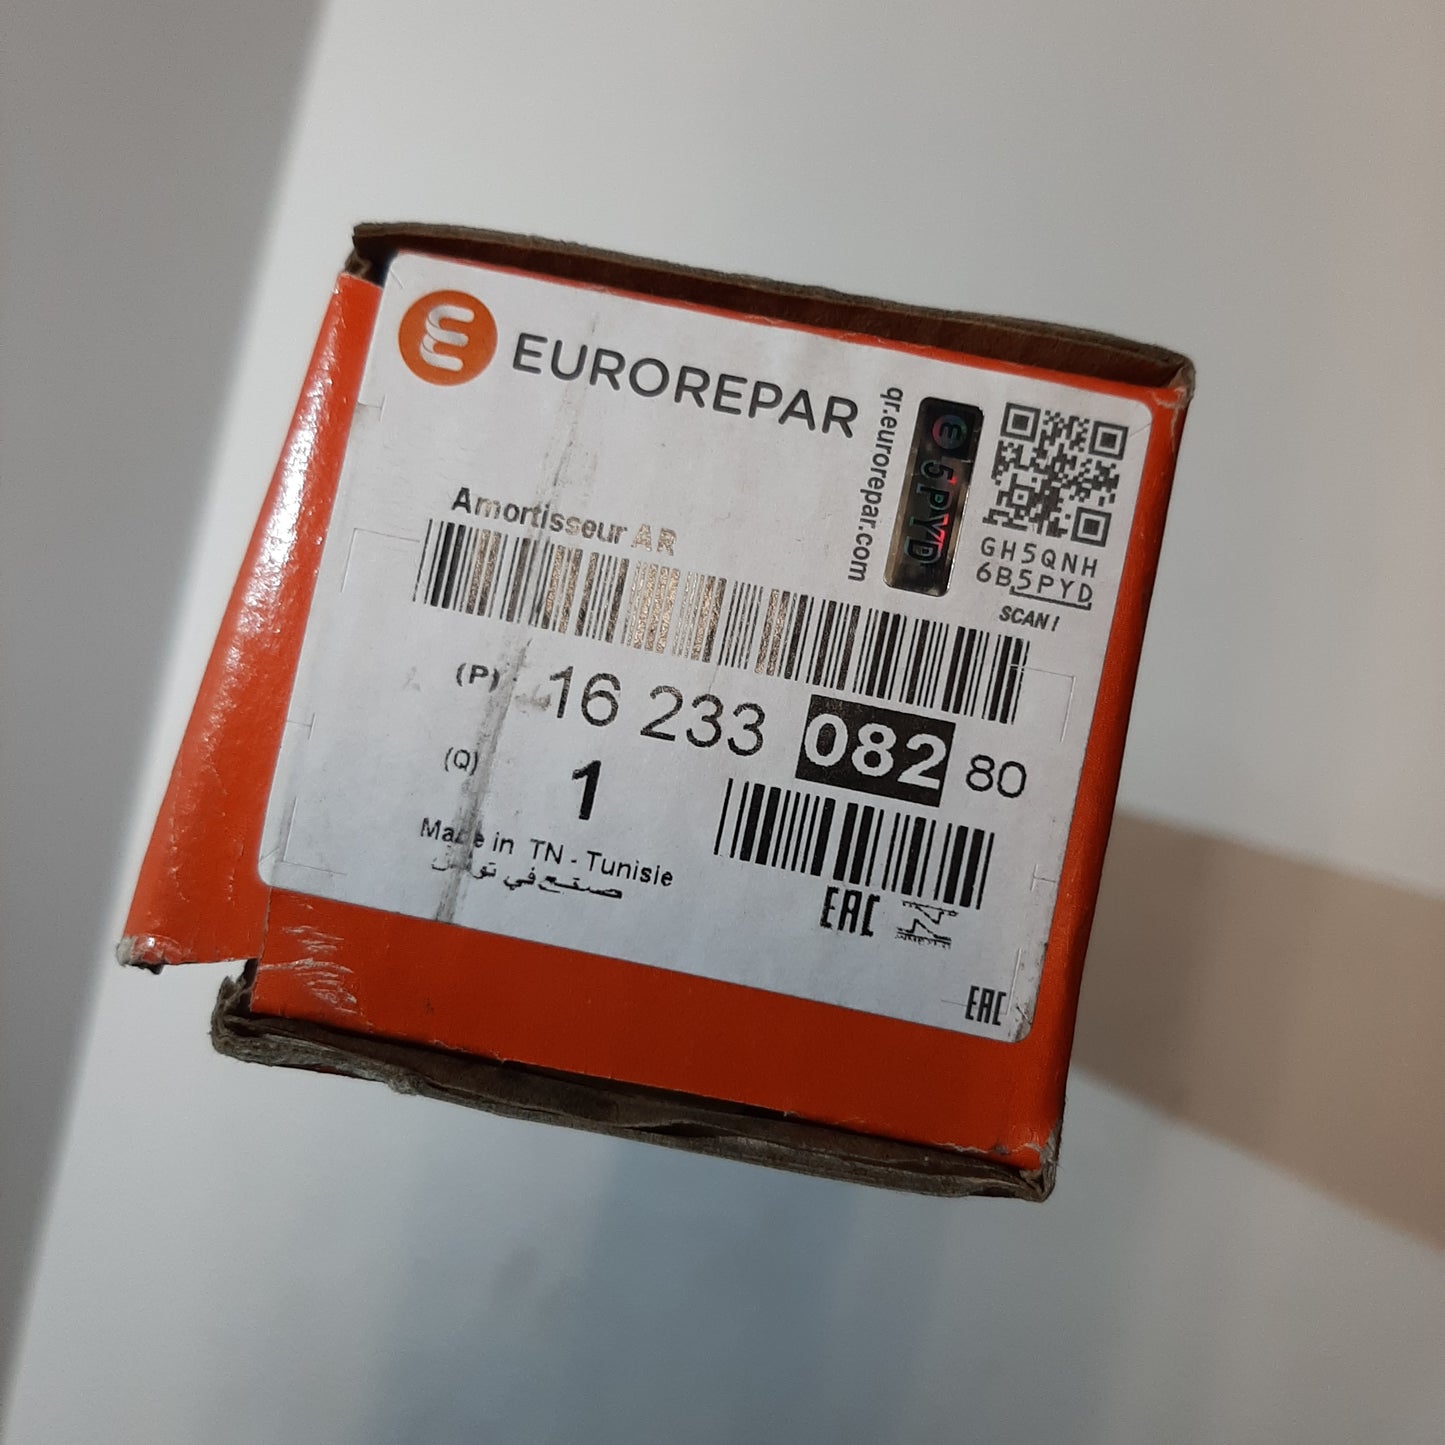 EUROREPAR
qr.eurorepar.com
5PYD
GH5QNH
6B5PYD
SCAN!
Amortisseur AR
(P) 16 233 082 80
(Q) 1
Made in TN - Tunisie
صنع في تونس
EAC
EAC